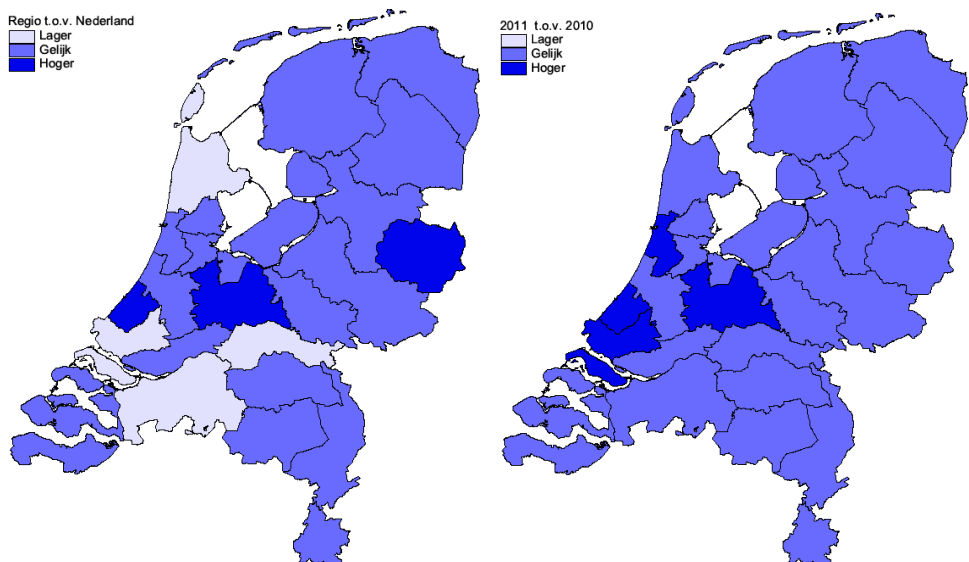 Regio t.o.v. Nederland
Lager
Gelijk
Hoger
2011 t.o.v. 2010
Lager
Gelijk
Hoger